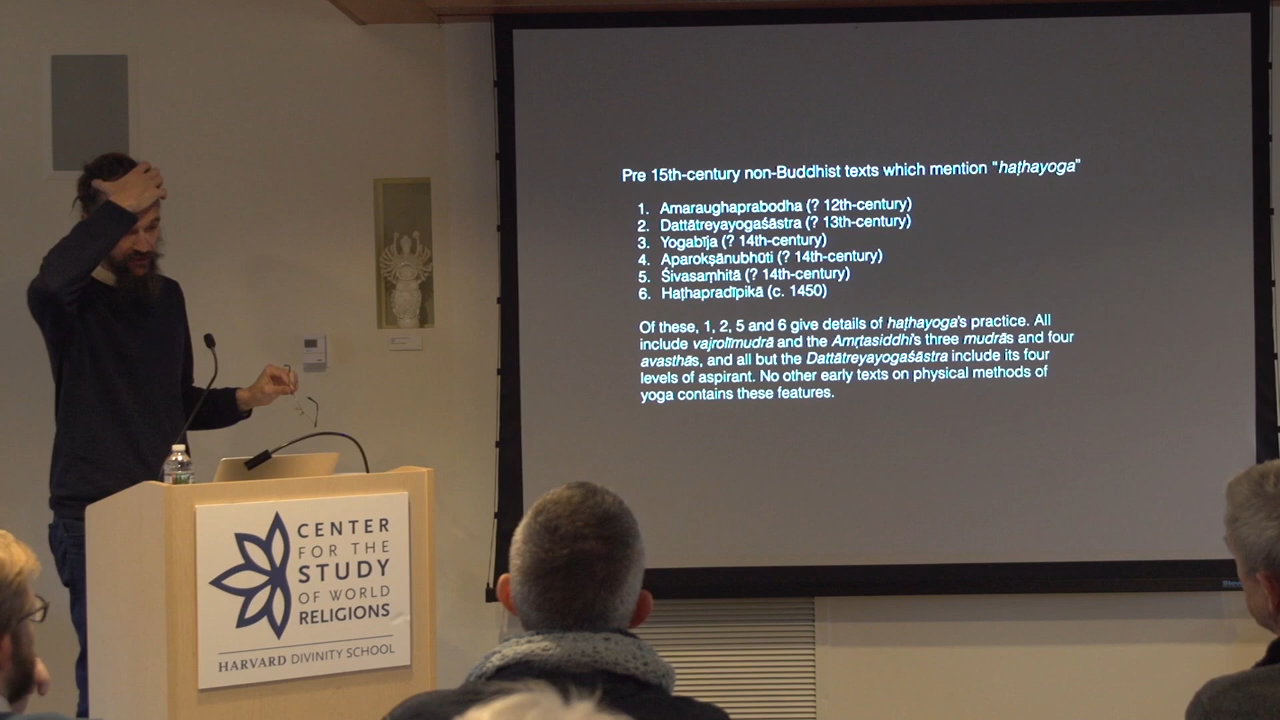 Pre 15th-century non-Buddhist texts which mention “haṭhayoga”
1. Amaraughaprabodha (? 12th-century)
2. Dattātreyayogaśāstra (? 13th-century)
3. Yogabīja (? 14th-century)
4. Aparokṣānubhūti (? 14th-century)
5. Śivasaṃhitā (? 14th-century)
6. Haṭhapradīpikā (c. 1450)
Of these, 1, 2, 5 and 6 give details of haṭhayoga’s practice. All
include vajrolīmudrā and the Amṛtasiddhi’s three mudrās and four
avasthās, and all but the Dattātreyayogaśāstra include its four
levels of aspirant. No other early texts on physical methods of
yoga contains these features.
CENTER
FOR THE
STUDY
OF WORLD
RELIGIONS
HARVARD DIVINITY SCHOOL